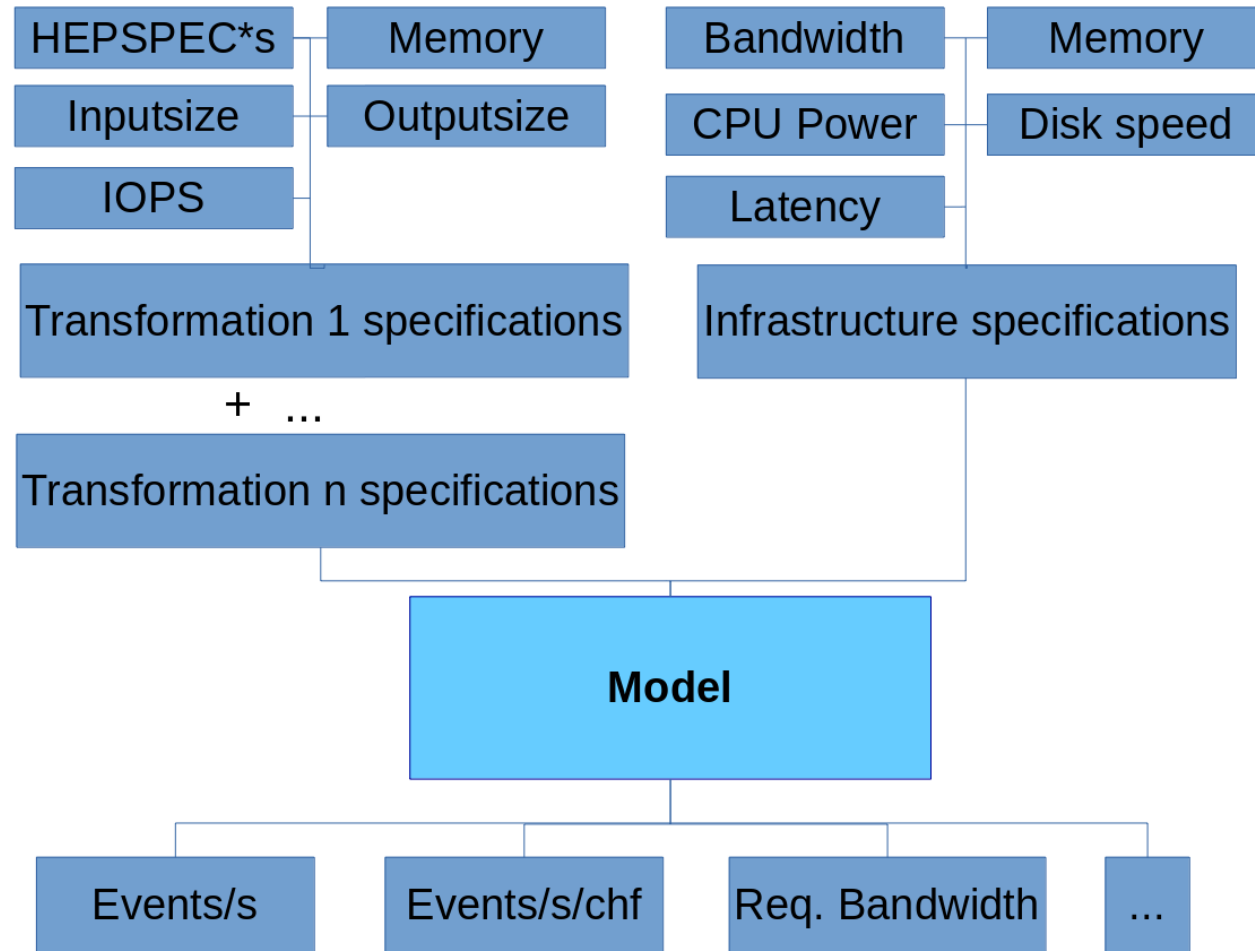 HEPSPEC*s
Memory
Inputsize
Outputsize
IOPS
Transformation 1 specifications
+ ...
Transformation n specifications
Bandwidth
Memory
CPU Power
Disk speed
Latency
Infrastructure specifications
Model
Events/s
Events/s/chf
Req. Bandwidth
...